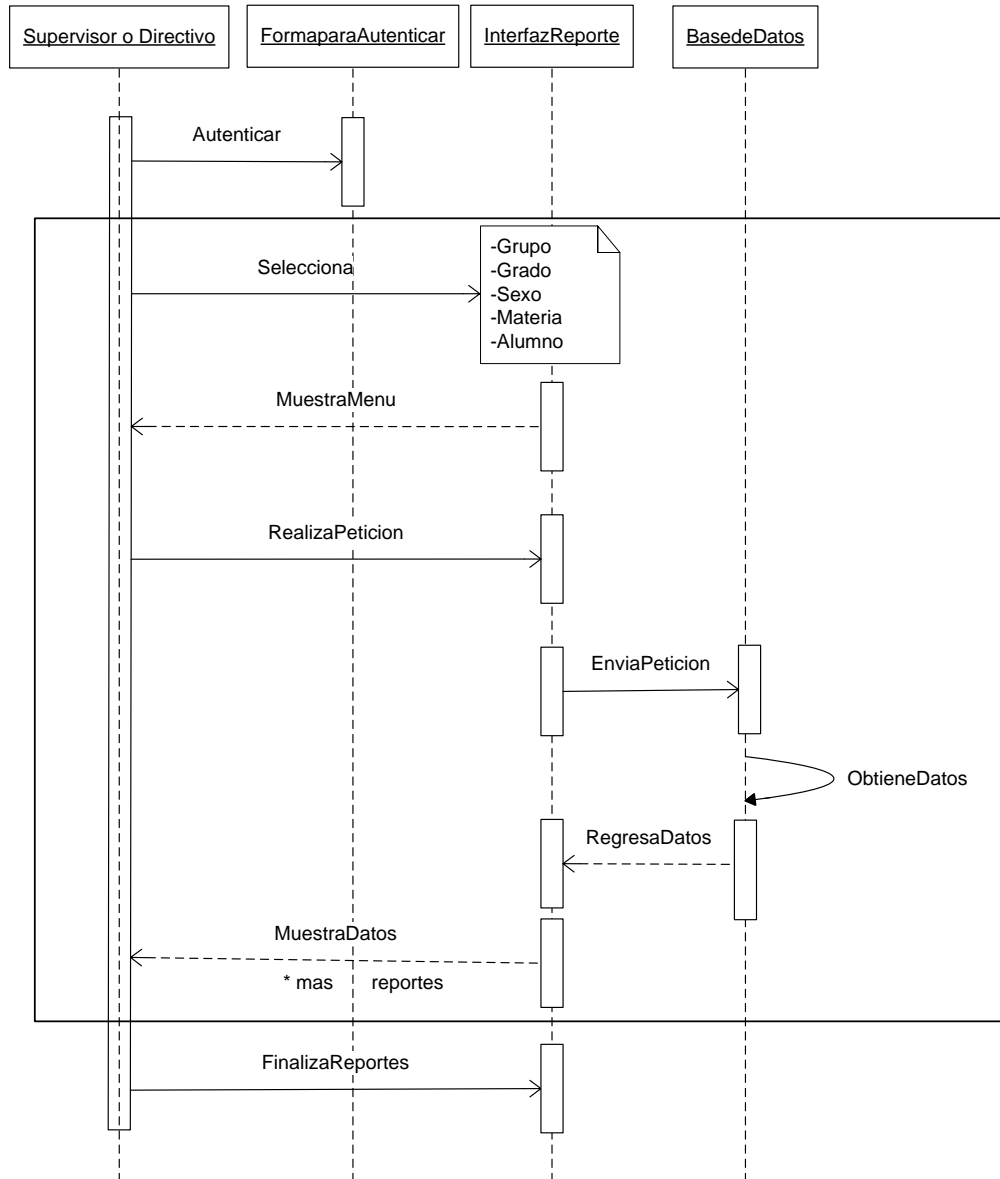 Supervisor o Directivo
FormaparaAutenticar
InterfazReporte
BasedeDatos
Autenticar
-Grupo
-Grado
-Sexo
-Materia
-Alumno
Selecciona
MuestraMenu
RealizaPeticion
EnviaPeticion
ObtieneDatos
RegresaDatos
MuestraDatos
* mas reportes
FinalizaReportes